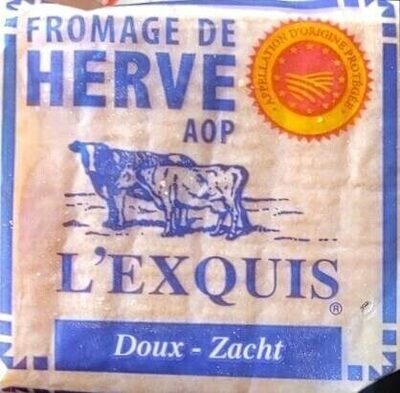 FROMAGE DE
HERVE
AOP
APPELLATION D'ORIGINE PROTÉGÉE
L'EXQUIS ®
Doux - Zacht